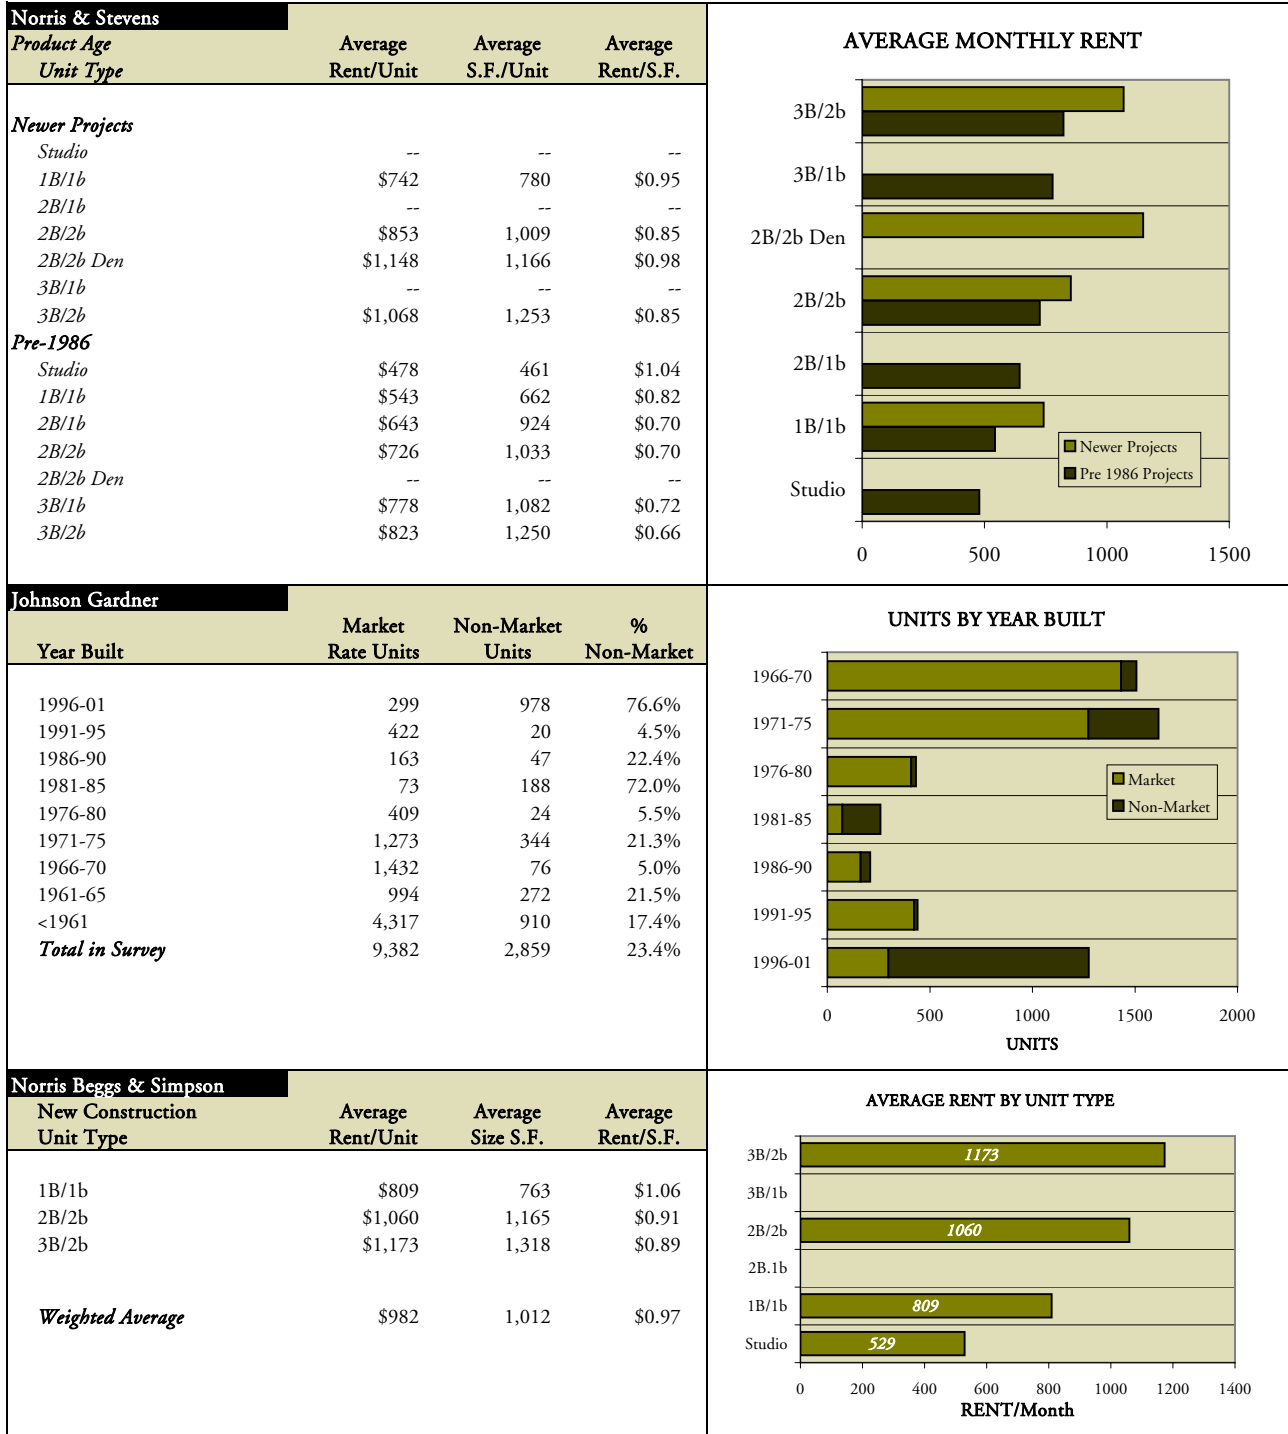 Norris & Stevens
Product Age Average Average Average
Unit Type Rent/Unit S.F./Unit Rent/S.F.
Newer Projects
Studio -- -- --
1B/1b $742 780 $0.95
2B/1b -- -- --
2B/2b $853 1,009 $0.85
2B/2b Den $1,148 1,166 $0.98
3B/1b -- -- --
3B/2b $1,068 1,253 $0.85
Pre-1986
Studio $478 461 $1.04
1B/1b $543 662 $0.82
2B/1b $643 924 $0.70
2B/2b $726 1,033 $0.70
2B/2b Den -- -- --
3B/1b $778 1,082 $0.72
3B/2b $823 1,250 $0.66
AVERAGE MONTHLY RENT
3B/2b
3B/1b
2B/2b Den
2B/2b
2B/1b
1B/1b
Studio
Newer Projects
Pre 1986 Projects
0 500 1000 1500
Johnson Gardner
Market Non-Market %
Year Built Rate Units Units Non-Market
1996-01 299 978 76.6%
1991-95 422 20 4.5%
1986-90 163 47 22.4%
1981-85 73 188 72.0%
1976-80 409 24 5.5%
1971-75 1,273 344 21.3%
1966-70 1,432 76 5.0%
1961-65 994 272 21.5%
<1961 4,317 910 17.4%
Total in Survey 9,382 2,859 23.4%
UNITS BY YEAR BUILT
1966-70
1971-75
1976-80
1981-85
1986-90
1991-95
1996-01
Market
Non-Market
0 500 1000 1500 2000
UNITS
Norris Beggs & Simpson
New Construction Average Average Average
Unit Type Rent/Unit Size S.F. Rent/S.F.
1B/1b $809 763 $1.06
2B/2b $1,060 1,165 $0.91
3B/2b $1,173 1,318 $0.89
Weighted Average $982 1,012 $0.97
AVERAGE RENT BY UNIT TYPE
3B/2b 1173
3B/1b
2B/2b 1060
2B.1b
1B/1b 809
Studio 529
0 200 400 600 800 1000 1200 1400
RENT/Month